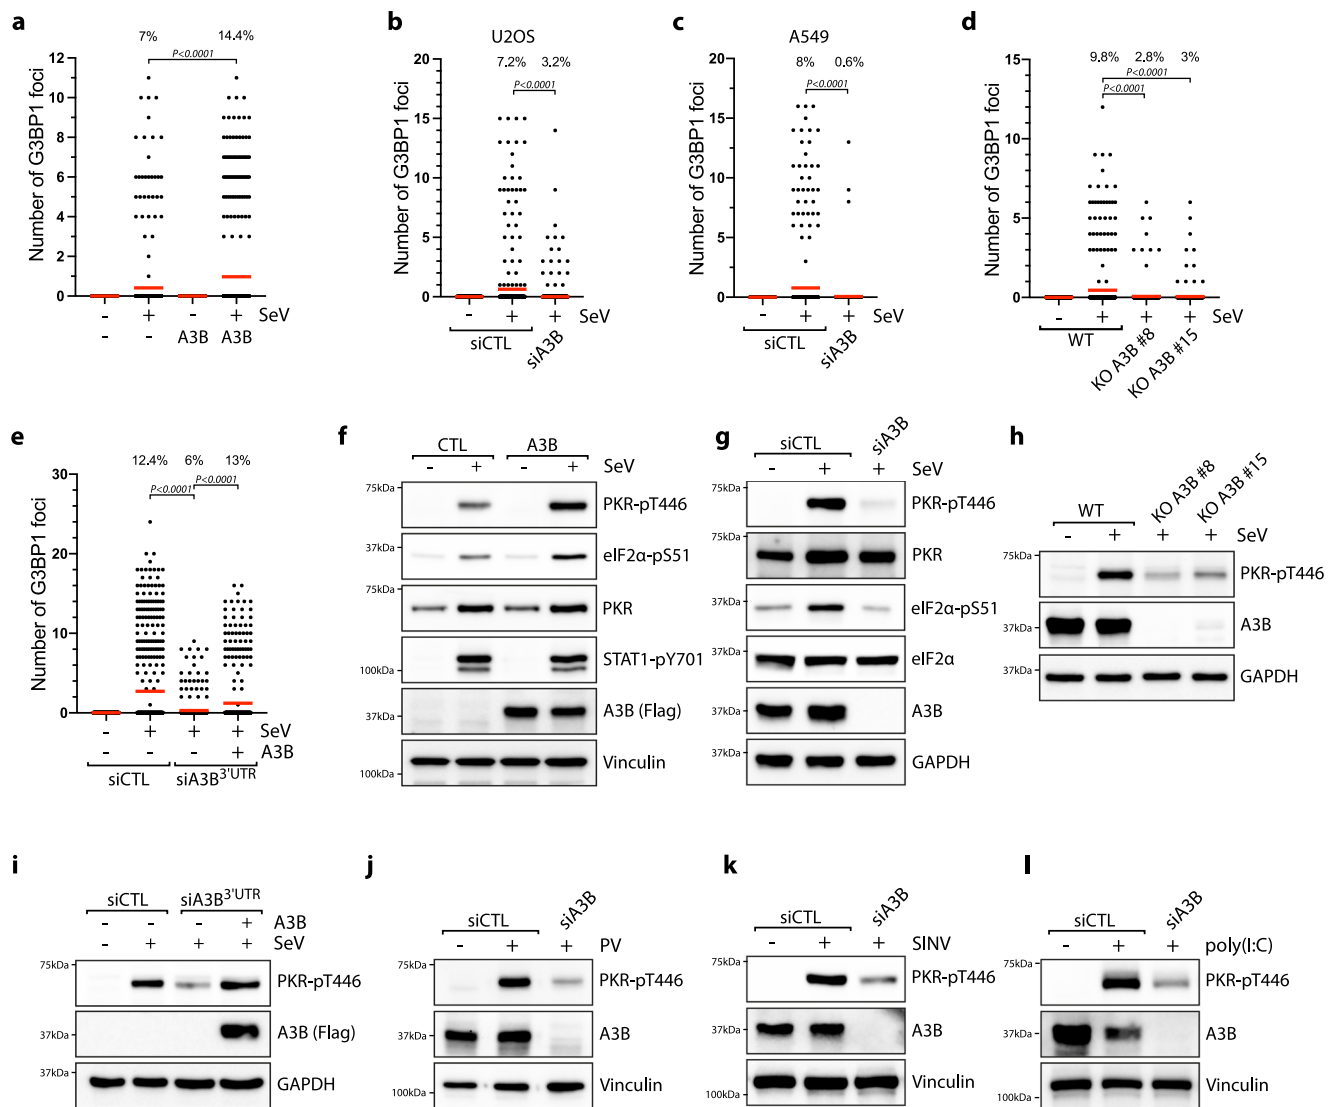 a
7% 14.4%
P<0.0001
Number of G3BP1 foci
12
10
8
6
4
2
0
- + - + SeV
- - A3B A3B
b
U2OS
7.2% 3.2%
P<0.0001
Number of G3BP1 foci
20
15
10
5
0
- + + SeV
siCTL siA3B
c
A549
8% 0.6%
P<0.0001
Number of G3BP1 foci
20
15
10
5
0
- + + SeV
siCTL siA3B
d
9.8% 2.8% 3%
P<0.0001
P<0.0001
Number of G3BP1 foci
15
10
5
0
- + + + SeV
WT KO A3B #8 KO A3B #15
e
12.4% 6% 13%
P<0.0001 P<0.0001
Number of G3BP1 foci
30
20
10
0
- + + + SeV
- - - + A3B
siCTL siA3B3'UTR
f
CTL A3B
- + - + SeV
75kDa PKR-pT446
37kDa eIF2α-pS51
75kDa PKR
STAT1-pY701
100kDa
A3B (Flag)
37kDa
Vinculin
100kDa
g
siCTL siA3B
- + + SeV
75kDa PKR-pT446
75kDa PKR
37kDa eIF2α-pS51
37kDa eIF2α
37kDa A3B
37kDa GAPDH
h
WT KO A3B #8 KO A3B #15
- + + + SeV
75kDa PKR-pT446
A3B
37kDa
37kDa GAPDH
i
siCTL siA3B3'UTR
- - - + A3B
- + + + SeV
75kDa PKR-pT446
37kDa A3B (Flag)
37kDa GAPDH
j
siCTL siA3B
- + + PV
75kDa PKR-pT446
37kDa A3B
Vinculin
100kDa
k
siCTL siA3B
- + + SINV
75kDa PKR-pT446
37kDa A3B
Vinculin
100kDa
l
siCTL siA3B
- + + poly(I:C)
75kDa PKR-pT446
37kDa A3B
Vinculin
100kDa